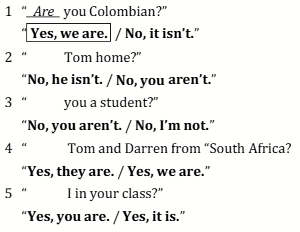 1 “ Are you Colombian?”
“Yes, we are. / No, it isn’t.”
2 “ Tom home?”
“No, he isn’t. / No, you aren’t.”
3 “ you a student?”
“No, you aren’t. / No, I’m not.”
4 “ Tom and Darren from “South Africa?
“Yes, they are. / Yes, we are.”
5 “ I in your class?”
“Yes, you are. / Yes, it is.”